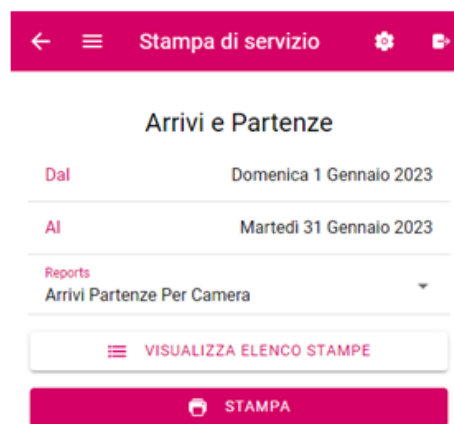 Stampa di servizio
Arrivi e Partenze
Dal Domenica 1 Gennaio 2023
Al Martedì 31 Gennaio 2023
Reports
Arrivi Partenze Per Camera
VISUALIZZA ELENCO STAMPE
STAMPA